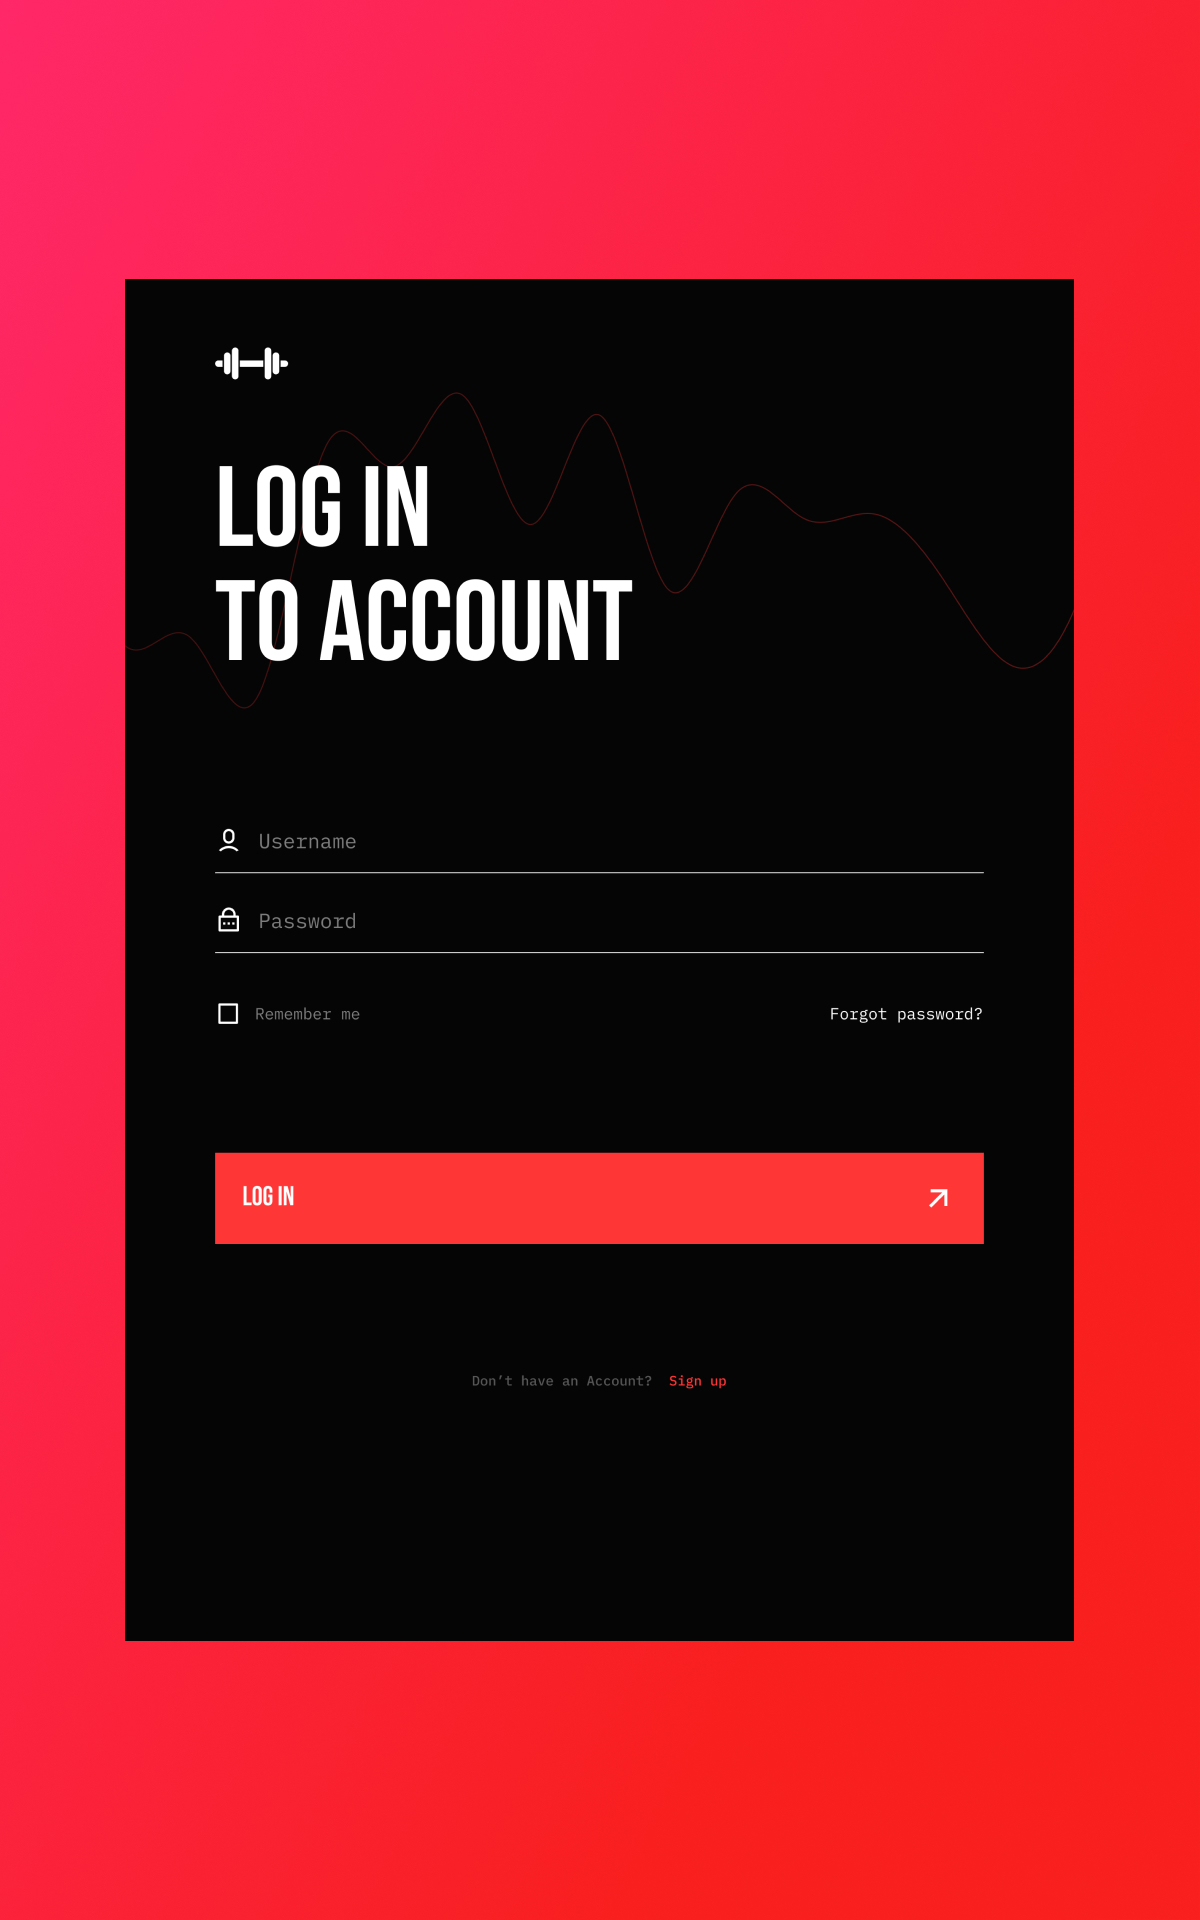 LOG IN
TO ACCOUNT
Username
Password
Remember me
Forgot password?
LOG IN
Don’t have an Account? Sign up